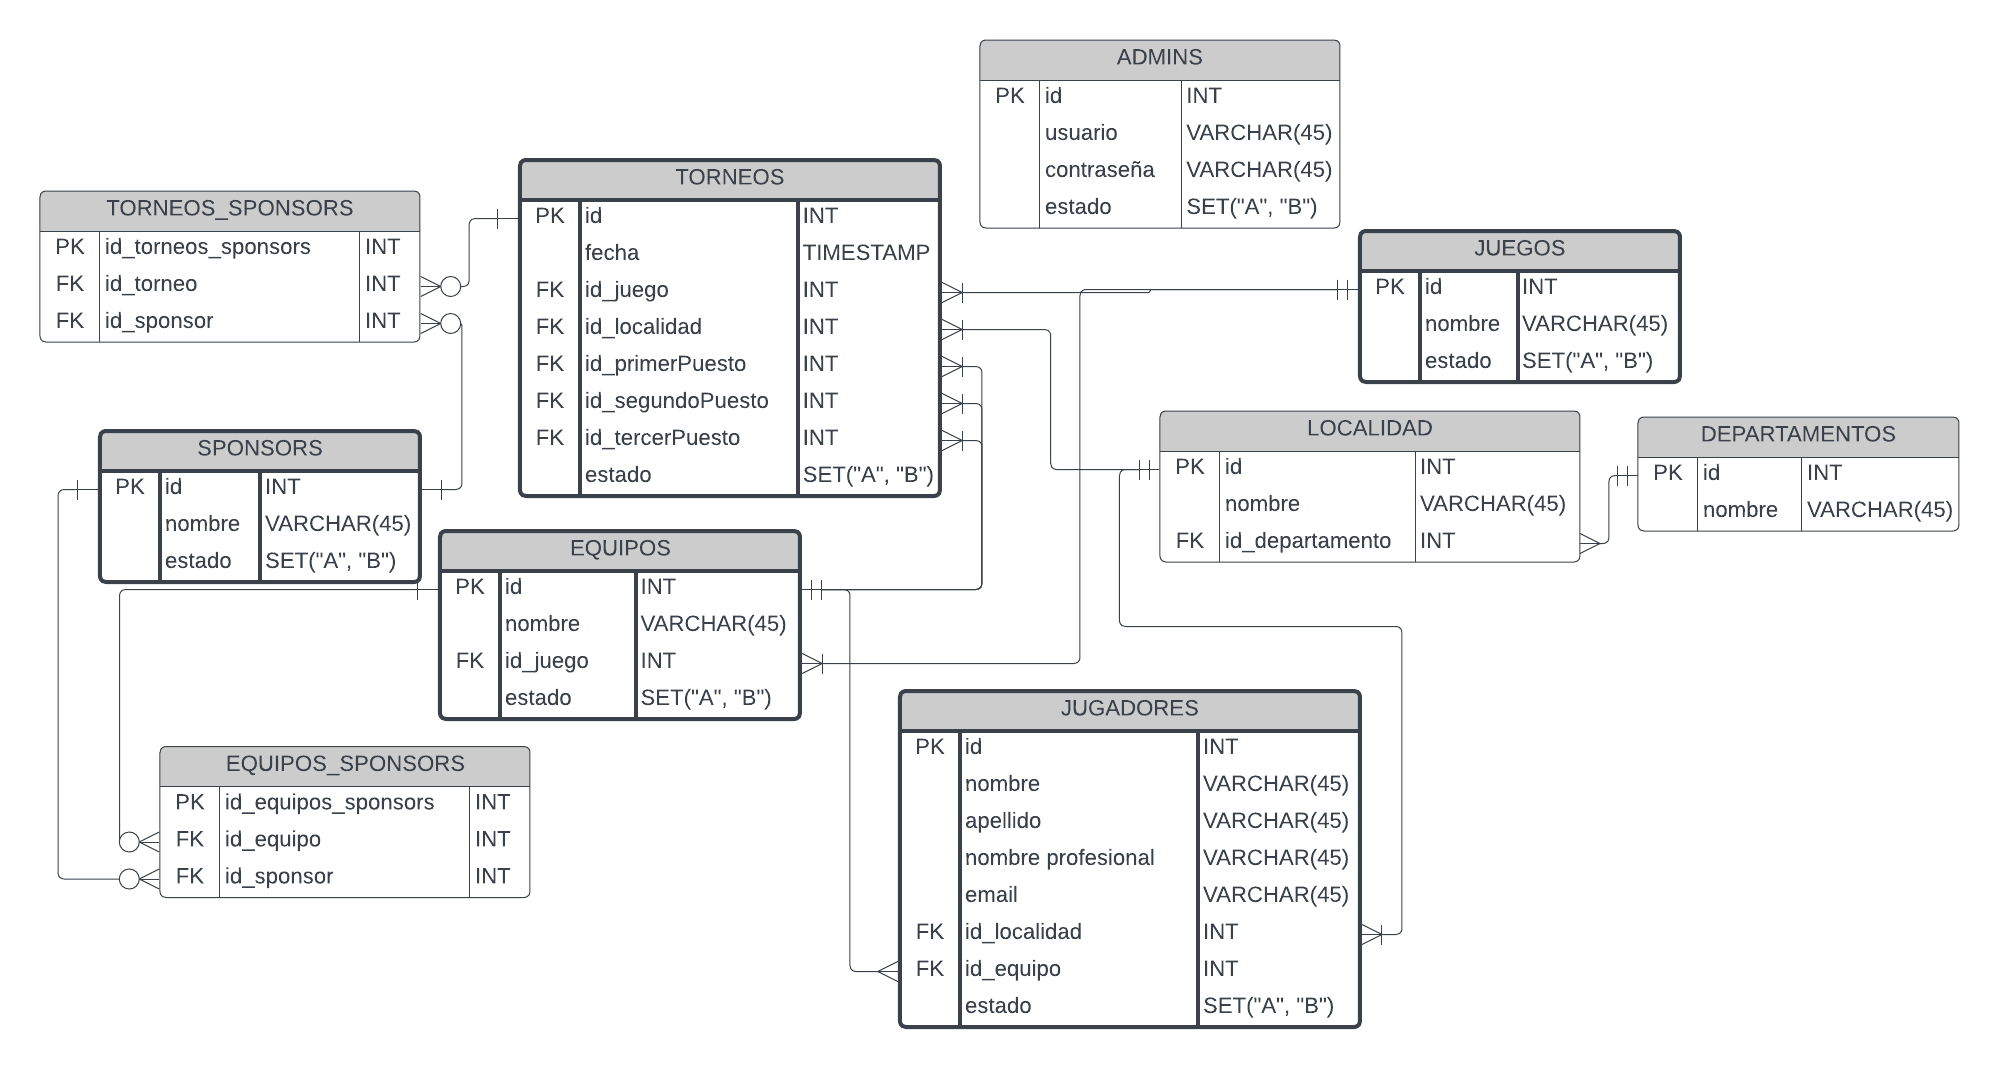 ADMINS
PK id INT
usuario VARCHAR(45)
contraseña VARCHAR(45)
estado SET("A", "B")
TORNEOS
PK id INT
fecha TIMESTAMP
FK id_juego INT
FK id_localidad INT
FK id_primerPuesto INT
FK id_segundoPuesto INT
FK id_tercerPuesto INT
estado SET("A", "B")
TORNEOS_SPONSORS
PK id_torneos_sponsors INT
FK id_torneo INT
FK id_sponsor INT
JUEGOS
PK id INT
nombre VARCHAR(45)
estado SET("A", "B")
LOCALIDAD
PK id INT
nombre VARCHAR(45)
FK id_departamento INT
DEPARTAMENTOS
PK id INT
nombre VARCHAR(45)
SPONSORS
PK id INT
nombre VARCHAR(45)
estado SET("A", "B")
EQUIPOS
PK id INT
nombre VARCHAR(45)
FK id_juego INT
estado SET("A", "B")
JUGADORES
PK id INT
nombre VARCHAR(45)
apellido VARCHAR(45)
nombre profesional VARCHAR(45)
email VARCHAR(45)
FK id_localidad INT
FK id_equipo INT
estado SET("A", "B")
EQUIPOS_SPONSORS
PK id_equipos_sponsors INT
FK id_equipo INT
FK id_sponsor INT